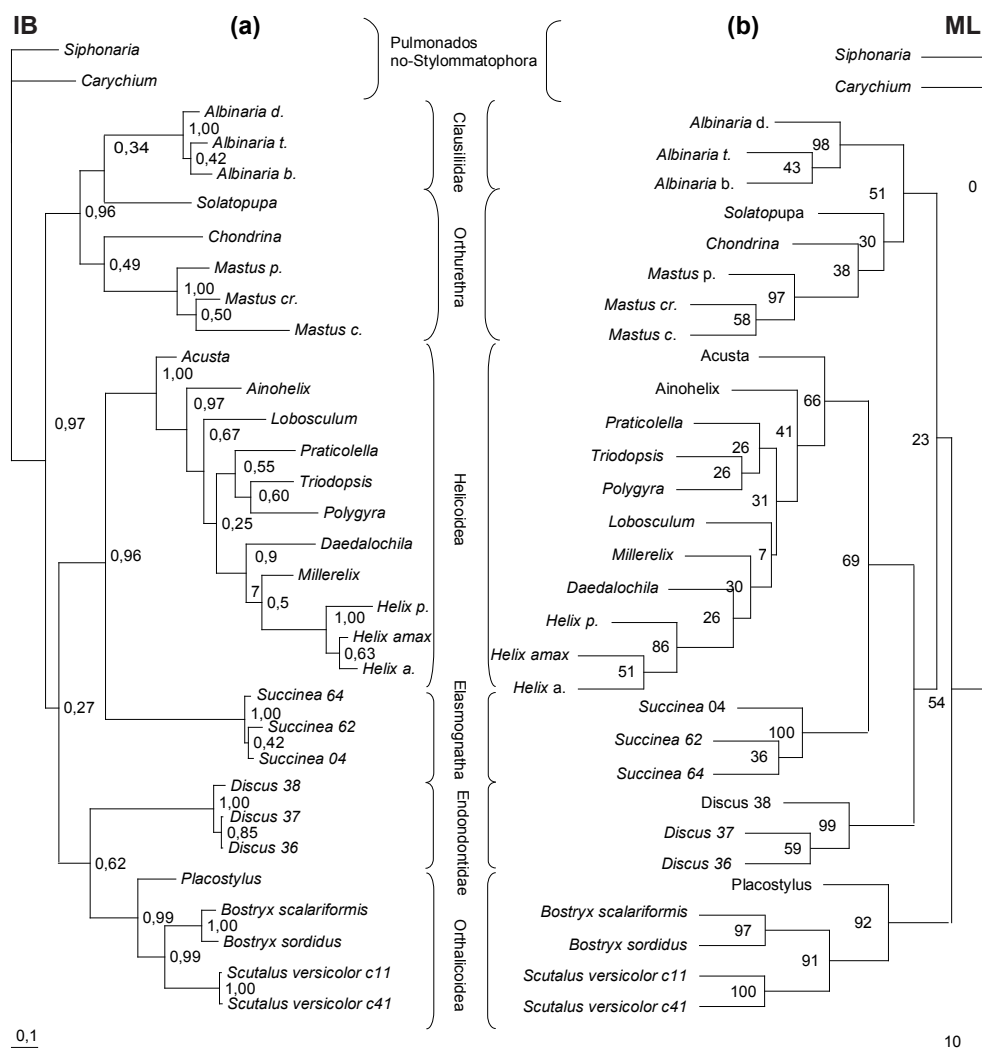 IB
(a)
Siphonaria
Carychium
Albinaria d.
1,00
Albinaria t.
0,34
0,42
Albinaria b.
Solatopupa
0,96
Chondrina
0,49
Mastus p.
1,00
Mastus cr.
0,50
Mastus c.
Acusta
1,00
Ainohelix
0,97
Lobosculum
0,97
0,67
Praticolella
0,55
Triodopsis
0,60
Polygyra
0,25
Daedalochila
0,96
0,9
Millerelix
7
0,5
Helix p.
1,00
Helix amax
0,63
Helix a.
Succinea 64
0,27
1,00
Succinea 62
0,42
Succinea 04
Discus 38
1,00
Discus 37
0,85
Discus 36
0,62
Placostylus
0,99
Bostryx scalariformis
1,00
Bostryx sordidus
0,99
Scutalus versicolor c11
1,00
Scutalus versicolor c41
0,1
Pulmonados
no-Stylommatophora
Clausiliidae
Orthurethra
Helicoidea
Elasmognatha
Endontidae
Orthalicoidea
(b)
ML
Siphonaria
Carychium
Albinaria d.
98
Albinaria t.
43
Albinaria b.
0
51
Solatopupa
30
Chondrina
38
Mastus p.
97
Mastus cr.
58
Mastus c.
Acusta
Ainohelix
66
Praticolella
41
23
26
Triodopsis
26
Polygyra
31
Lobosculum
7
Millerelix
69
Daedalochila
30
26
Helix p.
86
Helix amax
51
Helix a.
Succinea 04
54
100
Succinea 62
36
Succinea 64
Discus 38
99
Discus 37
59
Discus 36
Placostylus
Bostryx scalariformis
92
97
Bostryx sordidus
91
Scutalus versicolor c11
100
Scutalus versicolor c41
10